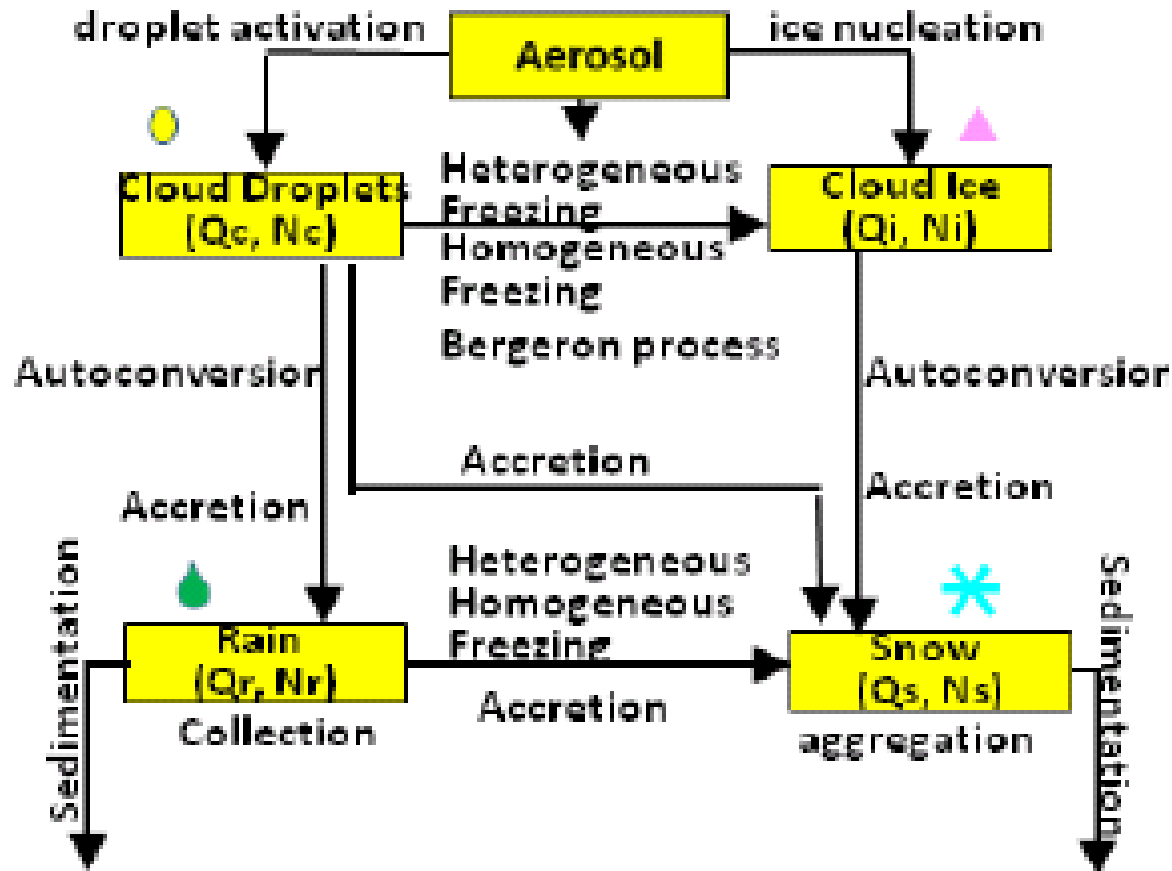 droplet activation
Aerosol
ice nucleation
Cloud Droplets
(Qc, Nc)
Heterogeneous
Freezing
Homogeneous
Freezing
Bergeron process
Cloud Ice
(Qi, Ni)
Autoconversion
Autoconversion
Accretion
Accretion
Accretion
Sedimentation
Heterogeneous
Homogeneous
Freezing
Sedimentation
Rain
(Qr, Nr)
Snow
(Qs, Ns)
Collection
Accretion
aggregation